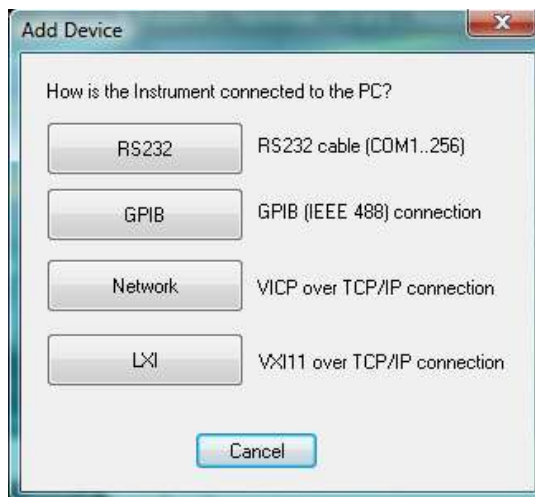 Add Device
How is the Instrument connected to the PC?
RS232 RS232 cable (COM1..256)
GPIB GPIB (IEEE 488) connection
Network VICP over TCP/IP connection
LXI VXI11 over TCP/IP connection
Cancel